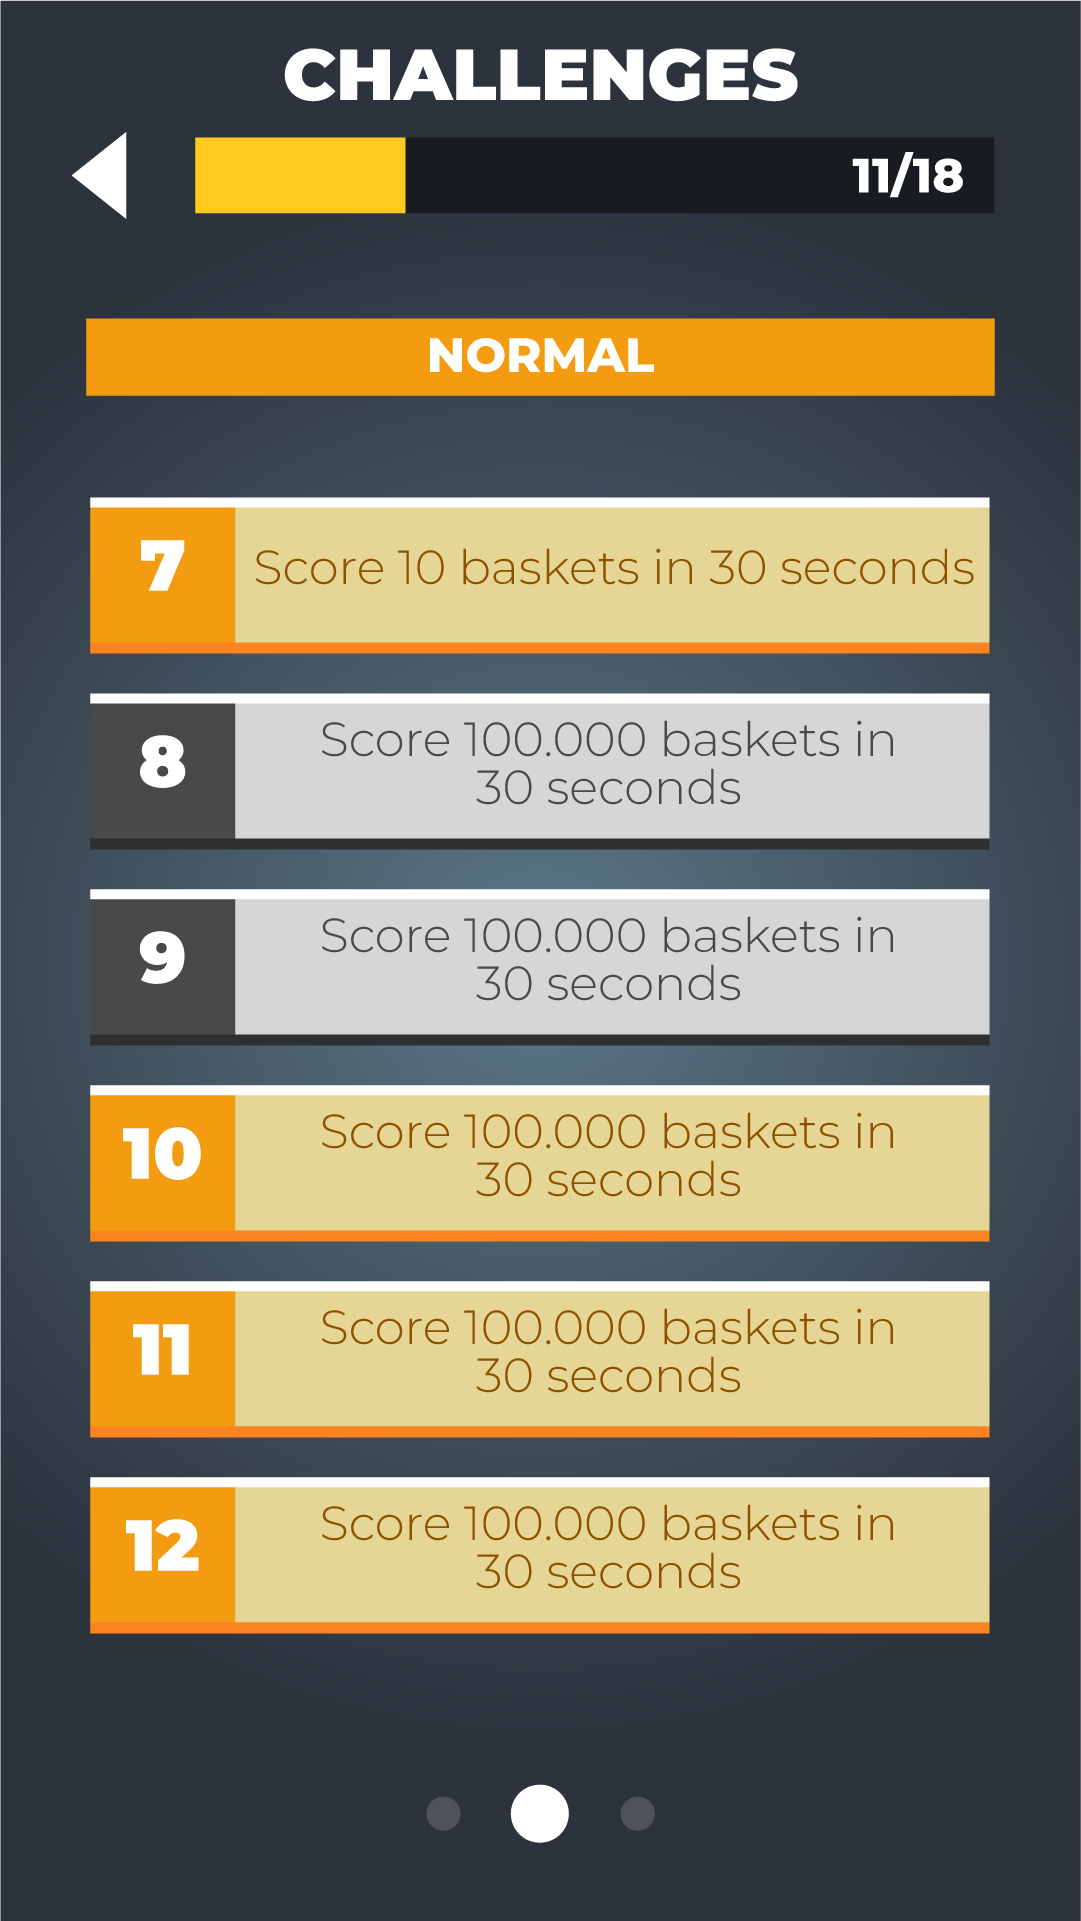 CHALLENGES
11/18
NORMAL
7
Score 10 baskets in 30 seconds
8
Score 100.000 baskets in
30 seconds
9
Score 100.000 baskets in
30 seconds
10
Score 100.000 baskets in
30 seconds
11
Score 100.000 baskets in
30 seconds
12
Score 100.000 baskets in
30 seconds